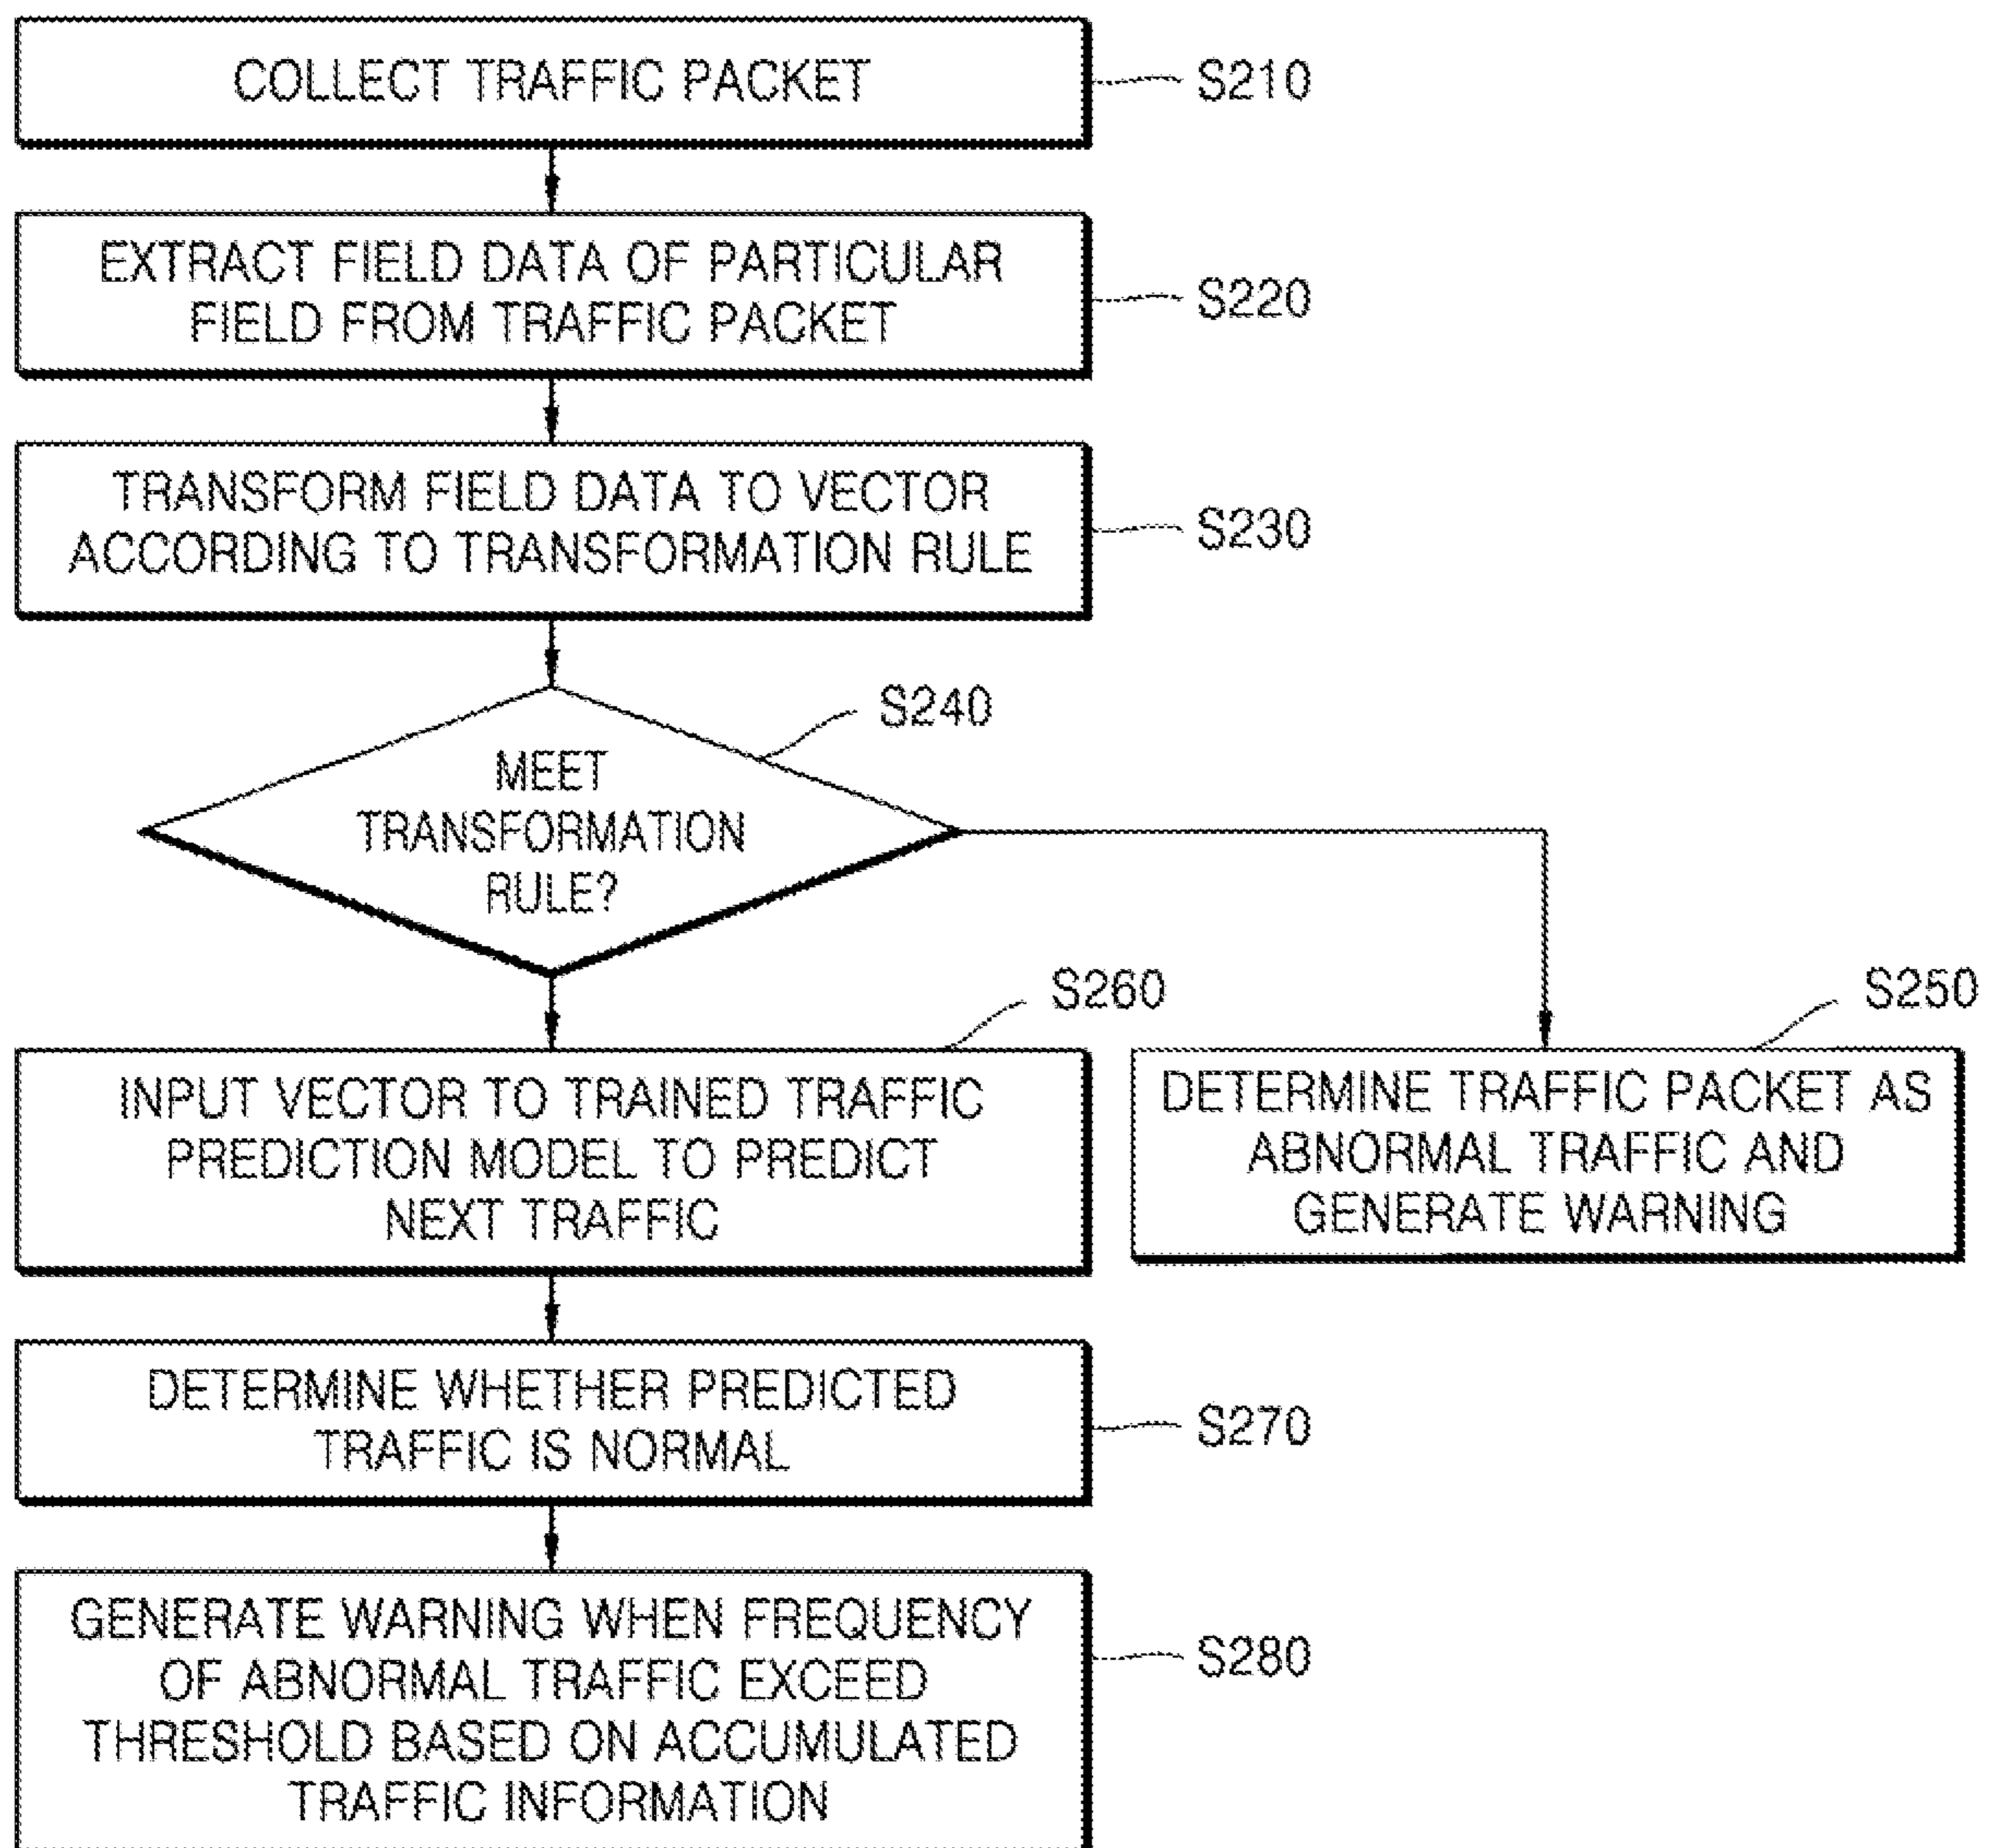 COLLECT TRAFFIC PACKET
S210
EXTRACT FIELD DATA OF PARTICULAR
FIELD FROM TRAFFIC PACKET
S220
TRANSFORM FIELD DATA TO VECTOR
ACCORDING TO TRANSFORMATION RULE
S230
S240
MEET
TRANSFORMATION
RULE?
S260
INPUT VECTOR TO TRAINED TRAFFIC
PREDICTION MODEL TO PREDICT
NEXT TRAFFIC
S250
DETERMINE TRAFFIC PACKET AS
ABNORMAL TRAFFIC AND
GENERATE WARNING
DETERMINE WHETHER PREDICTED
TRAFFIC IS NORMAL
S270
GENERATE WARNING WHEN FREQUENCY
OF ABNORMAL TRAFFIC EXCEED
THRESHOLD BASED ON ACCUMULATED
TRAFFIC INFORMATION
S280